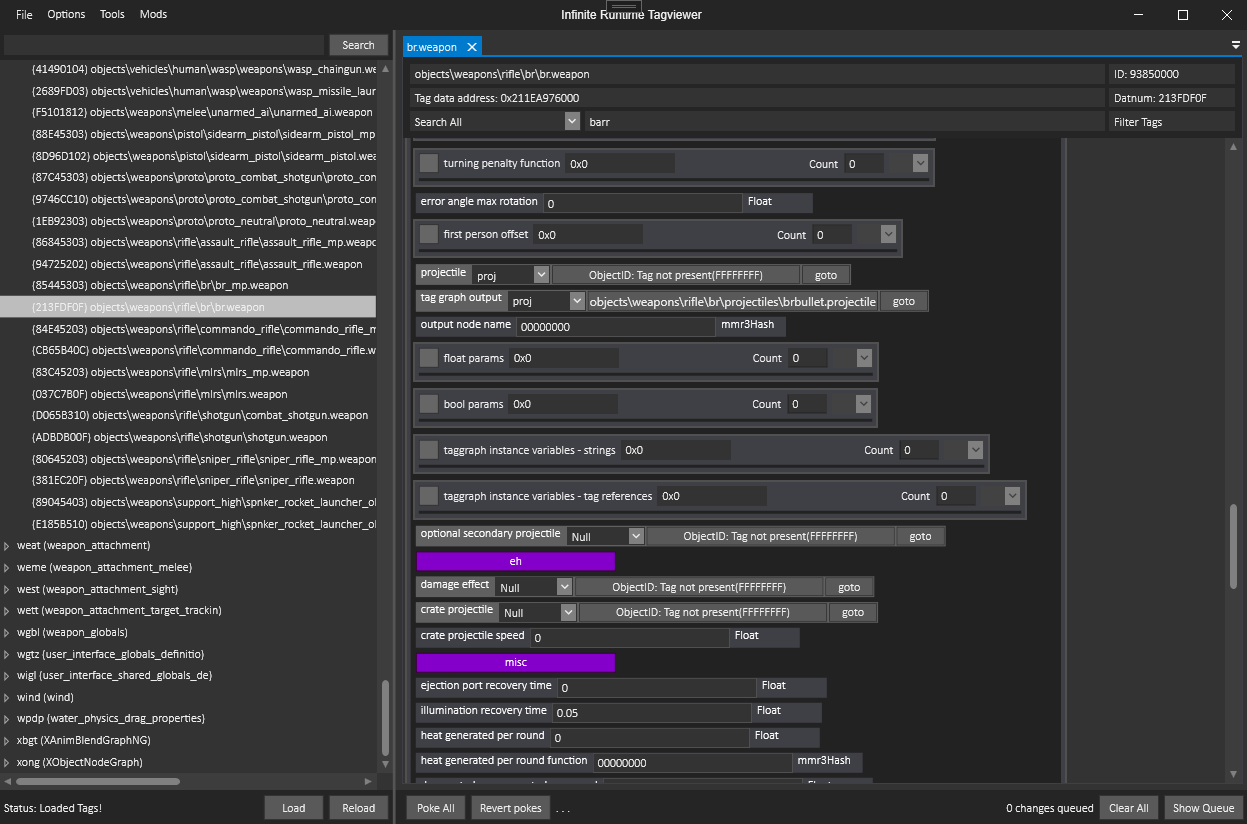 File Options Tools Mods
Infinite Runtime Tagviewer
Search
{41490104} objects\vehicles\human\wasp\weapons\wasp_chaingun.we
{2689FD03} objects\vehicles\human\wasp\weapons\wasp_missile_laur
{F5101812} objects\weapons\melee\unarmed_ai\unarmed_ai.weapon
{88E45303} objects\weapons\pistol\sidearm_pistol\sidearm_pistol_mp
{8D96D102} objects\weapons\pistol\sidearm_pistol\sidearm_pistol.wea
{87C45303} objects\weapons\proto\proto_combat_shotgun\proto_con
{9746CC10} objects\weapons\proto\proto_combat_shotgun\proto_con
{1EB92303} objects\weapons\proto\proto_neutral\proto_neutral.weapo
{86845303} objects\weapons\rifle\assault_rifle\assault_rifle_mp.weapo
{94725202} objects\weapons\rifle\assault_rifle\assault_rifle.weapon
{85445303} objects\weapons\rifle\br\br_mp.weapon
{213FDF0F} objects\weapons\rifle\br\br.weapon
{84E45203} objects\weapons\rifle\commando_rifle\commando_rifle_m
{CB65B40C} objects\weapons\rifle\commando_rifle\commando_rifle.w
{83C45203} objects\weapons\rifle\mlrs\mlrs_mp.weapon
{037C7B0F} objects\weapons\rifle\mlrs\mlrs.weapon
{D065B310} objects\weapons\rifle\shotgun\combat_shotgun.weapon
{ADBDB00F} objects\weapons\rifle\shotgun\shotgun.weapon
{80645203} objects\weapons\rifle\sniper_rifle\sniper_rifle_mp.weapon
{381EC20F} objects\weapons\rifle\sniper_rifle\sniper_rifle.weapon
{89045403} objects\weapons\support_high\spnker_rocket_launcher_ol
{E185B510} objects\weapons\support_high\spnker_rocket_launcher_ol
weat (weapon_attachment)
weme (weapon_attachment_melee)
west (weapon_attachment_sight)
wett (weapon_attachment_target_trackin)
wgbl (weapon_globals)
wgtz (user_interface_globals_definitio)
wigl (user_interface_shared_globals_de)
wind (wind)
wpdp (water_physics_drag_properties)
xbgt (XAnimBlendGraphNG)
xong (XObjectNodeGraph)
Status: Loaded Tags! Load Reload
br.weapon
objects\weapons\rifle\br\br.weapon ID: 93850000
Tag data address: 0x211EA976000 Datnum: 213FDF0F
Search All barr Filter Tags
turning penalty function 0x0 Count 0
error angle max rotation 0 Float
first person offset 0x0 Count 0
projectile proj ObjectID: Tag not present(FFFFFFFF) goto
tag graph output proj objects\weapons\rifle\br\projectiles\brbullet.projectile goto
output node name 00000000 mmr3Hash
float params 0x0 Count 0
bool params 0x0 Count 0
taggraph instance variables - strings 0x0 Count 0
taggraph instance variables - tag references 0x0 Count 0
optional secondary projectile Null ObjectID: Tag not present(FFFFFFFF) goto
eh
damage effect Null ObjectID: Tag not present(FFFFFFFF) goto
crate projectile Null ObjectID: Tag not present(FFFFFFFF) goto
crate projectile speed 0 Float
misc
ejection port recovery time 0 Float
illumination recovery time 0.05 Float
heat generated per round 0 Float
heat generated per round function 00000000 mmr3Hash
Poke All Revert pokes . . . 0 changes queued Clear All Show Queue